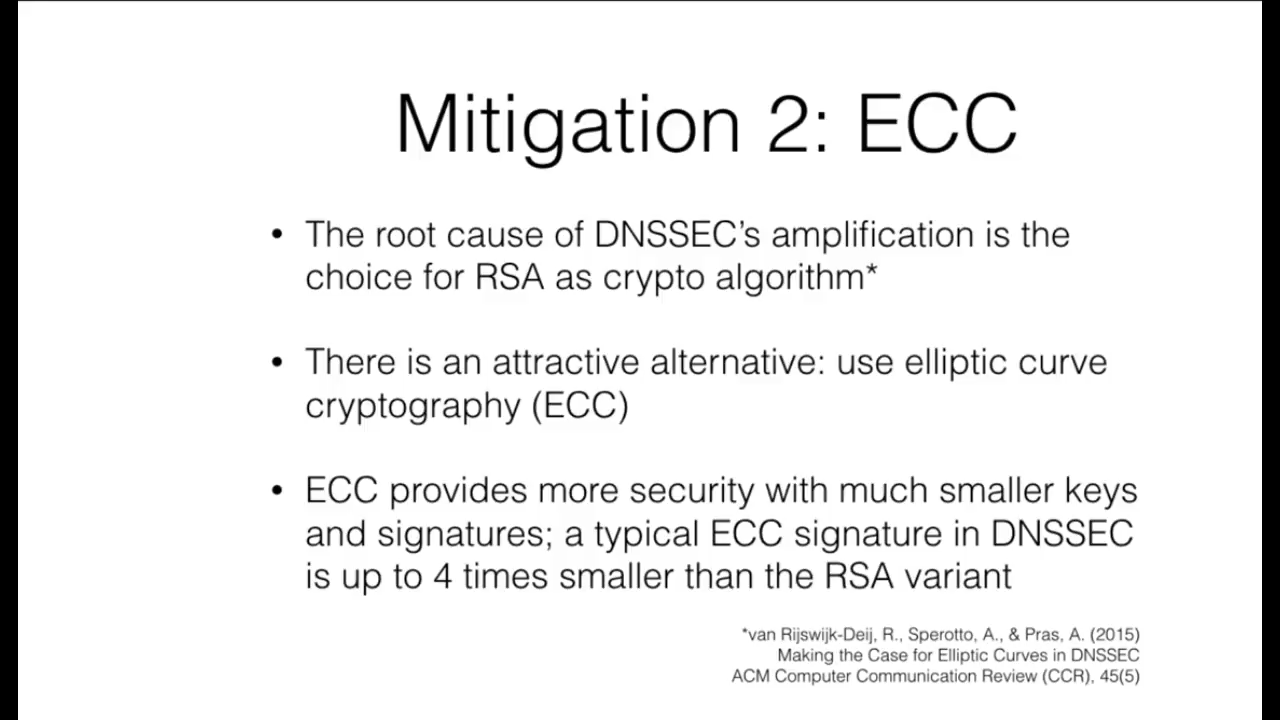 Mitigation 2: ECC
• The root cause of DNSSEC’s amplification is the
choice for RSA as crypto algorithm*
• There is an attractive alternative: use elliptic curve
cryptography (ECC)
• ECC provides more security with much smaller keys
and signatures; a typical ECC signature in DNSSEC
is up to 4 times smaller than the RSA variant
*van Rijswijk-Deij, R., Sperotto, A., & Pras, A. (2015)
Making the Case for Elliptic Curves in DNSSEC
ACM Computer Communication Review (CCR), 45(5)